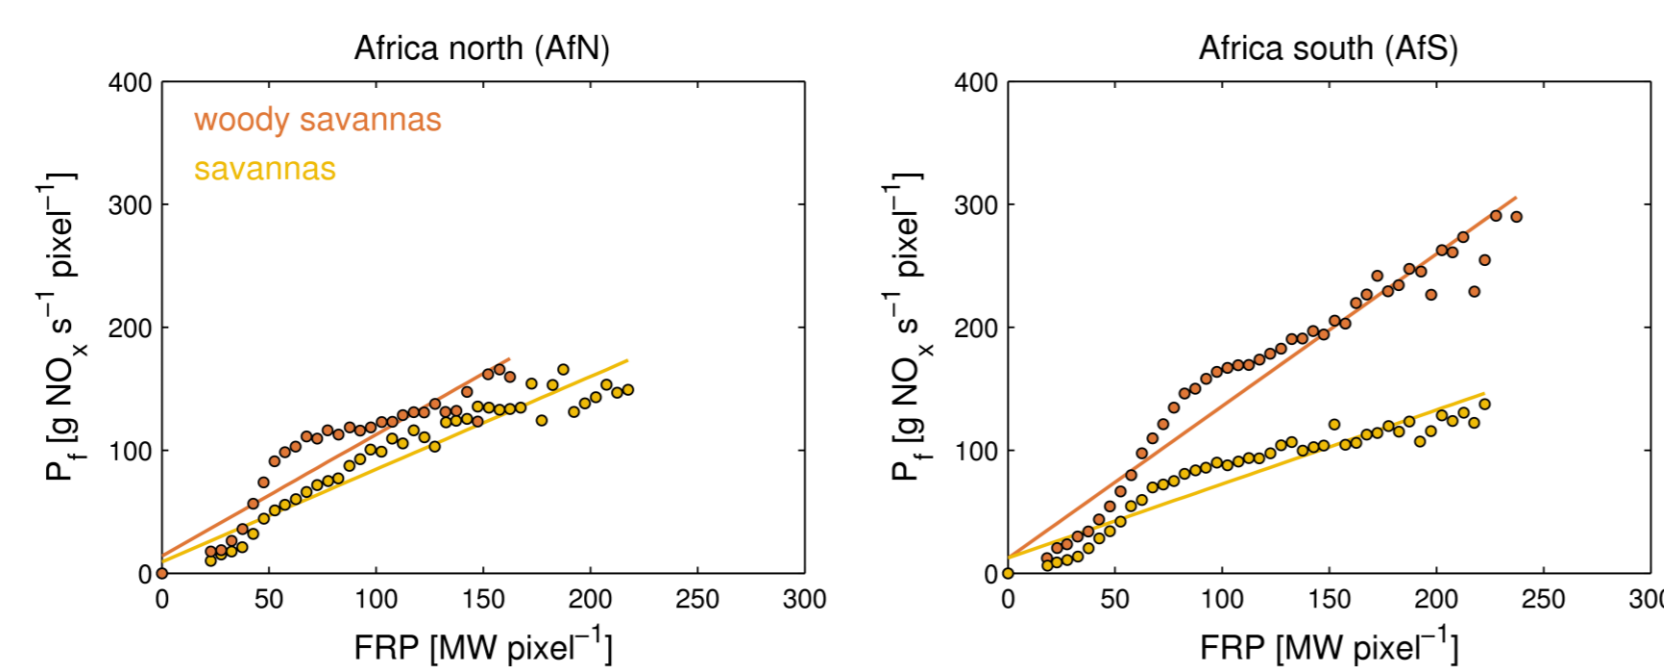 Africa north (AfN)
woody savannas
savannas
400
300
200
100
0
P_f [g NO_x s^−1 pixel^−1]
0 50 100 150 200 250 300
FRP [MW pixel^−1]
Africa south (AfS)
400
300
200
100
0
P_f [g NO_x s^−1 pixel^−1]
0 50 100 150 200 250 300
FRP [MW pixel^−1]